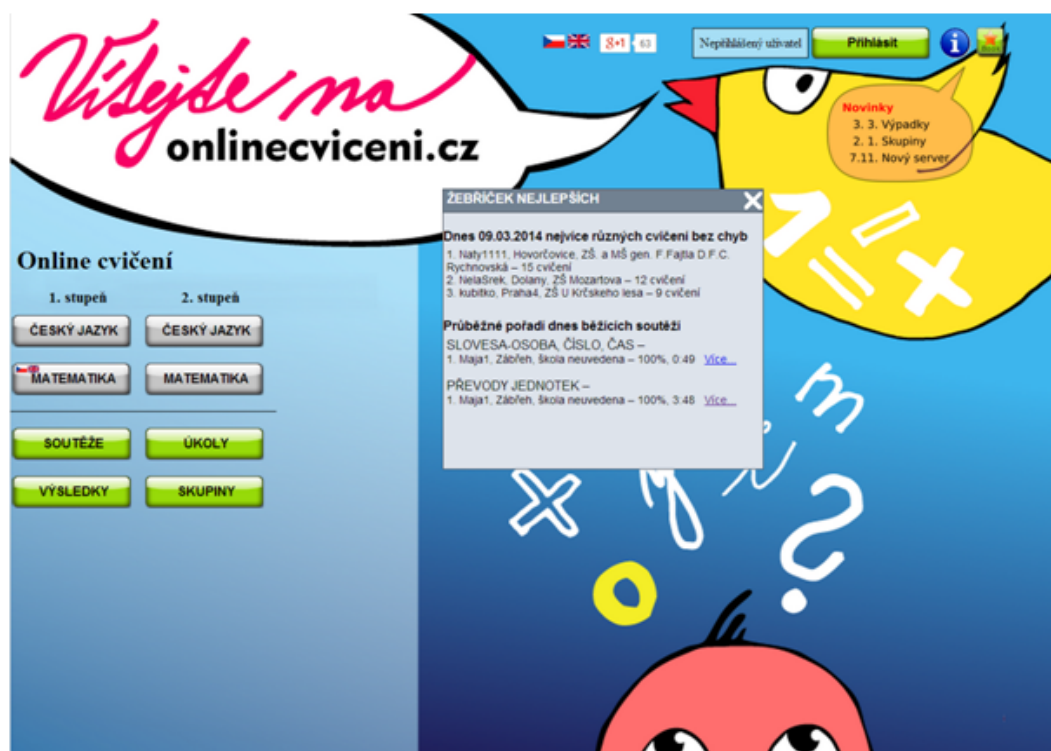 Vítejte na
onlinecviceni.cz
8+1 63
Nepřihlášený uživatel
Přihlásit
i
Novinky
3. 3. Výpadky
2. 1. Skupiny
7.11. Nový server
1 = + -
ŽEBŘÍČEK NEJLEPŠÍCH
Dnes 09.03.2014 nejvíce různých cvičení bez chyb
1. Naty1111, Hovorčovice, ZŠ. a MŠ gen. F.Fajtla D.F.C.
Rychnovská – 15 cvičení
2. NelaSrek, Dolany, ZŠ Mozartova – 12 cvičení
3. kubitko, Praha4, ZŠ U Krčskeho lesa – 9 cvičení
Průběžné pořadí dnes běžících soutěží
SLOVESA-OSOBA, ČÍSLO, ČAS –
1. Maja1, Zábřeh, škola neuvedena – 100%, 0:49 Více...
PŘEVODY JEDNOTEK –
1. Maja1, Zábřeh, škola neuvedena – 100%, 3:48 Více...
Online cvičení
1. stupeň 2. stupeň
ČESKÝ JAZYK ČESKÝ JAZYK
MATEMATIKA MATEMATIKA
SOUTĚŽE ÚKOLY
VÝSLEDKY SKUPINY
m
x y i
o ?